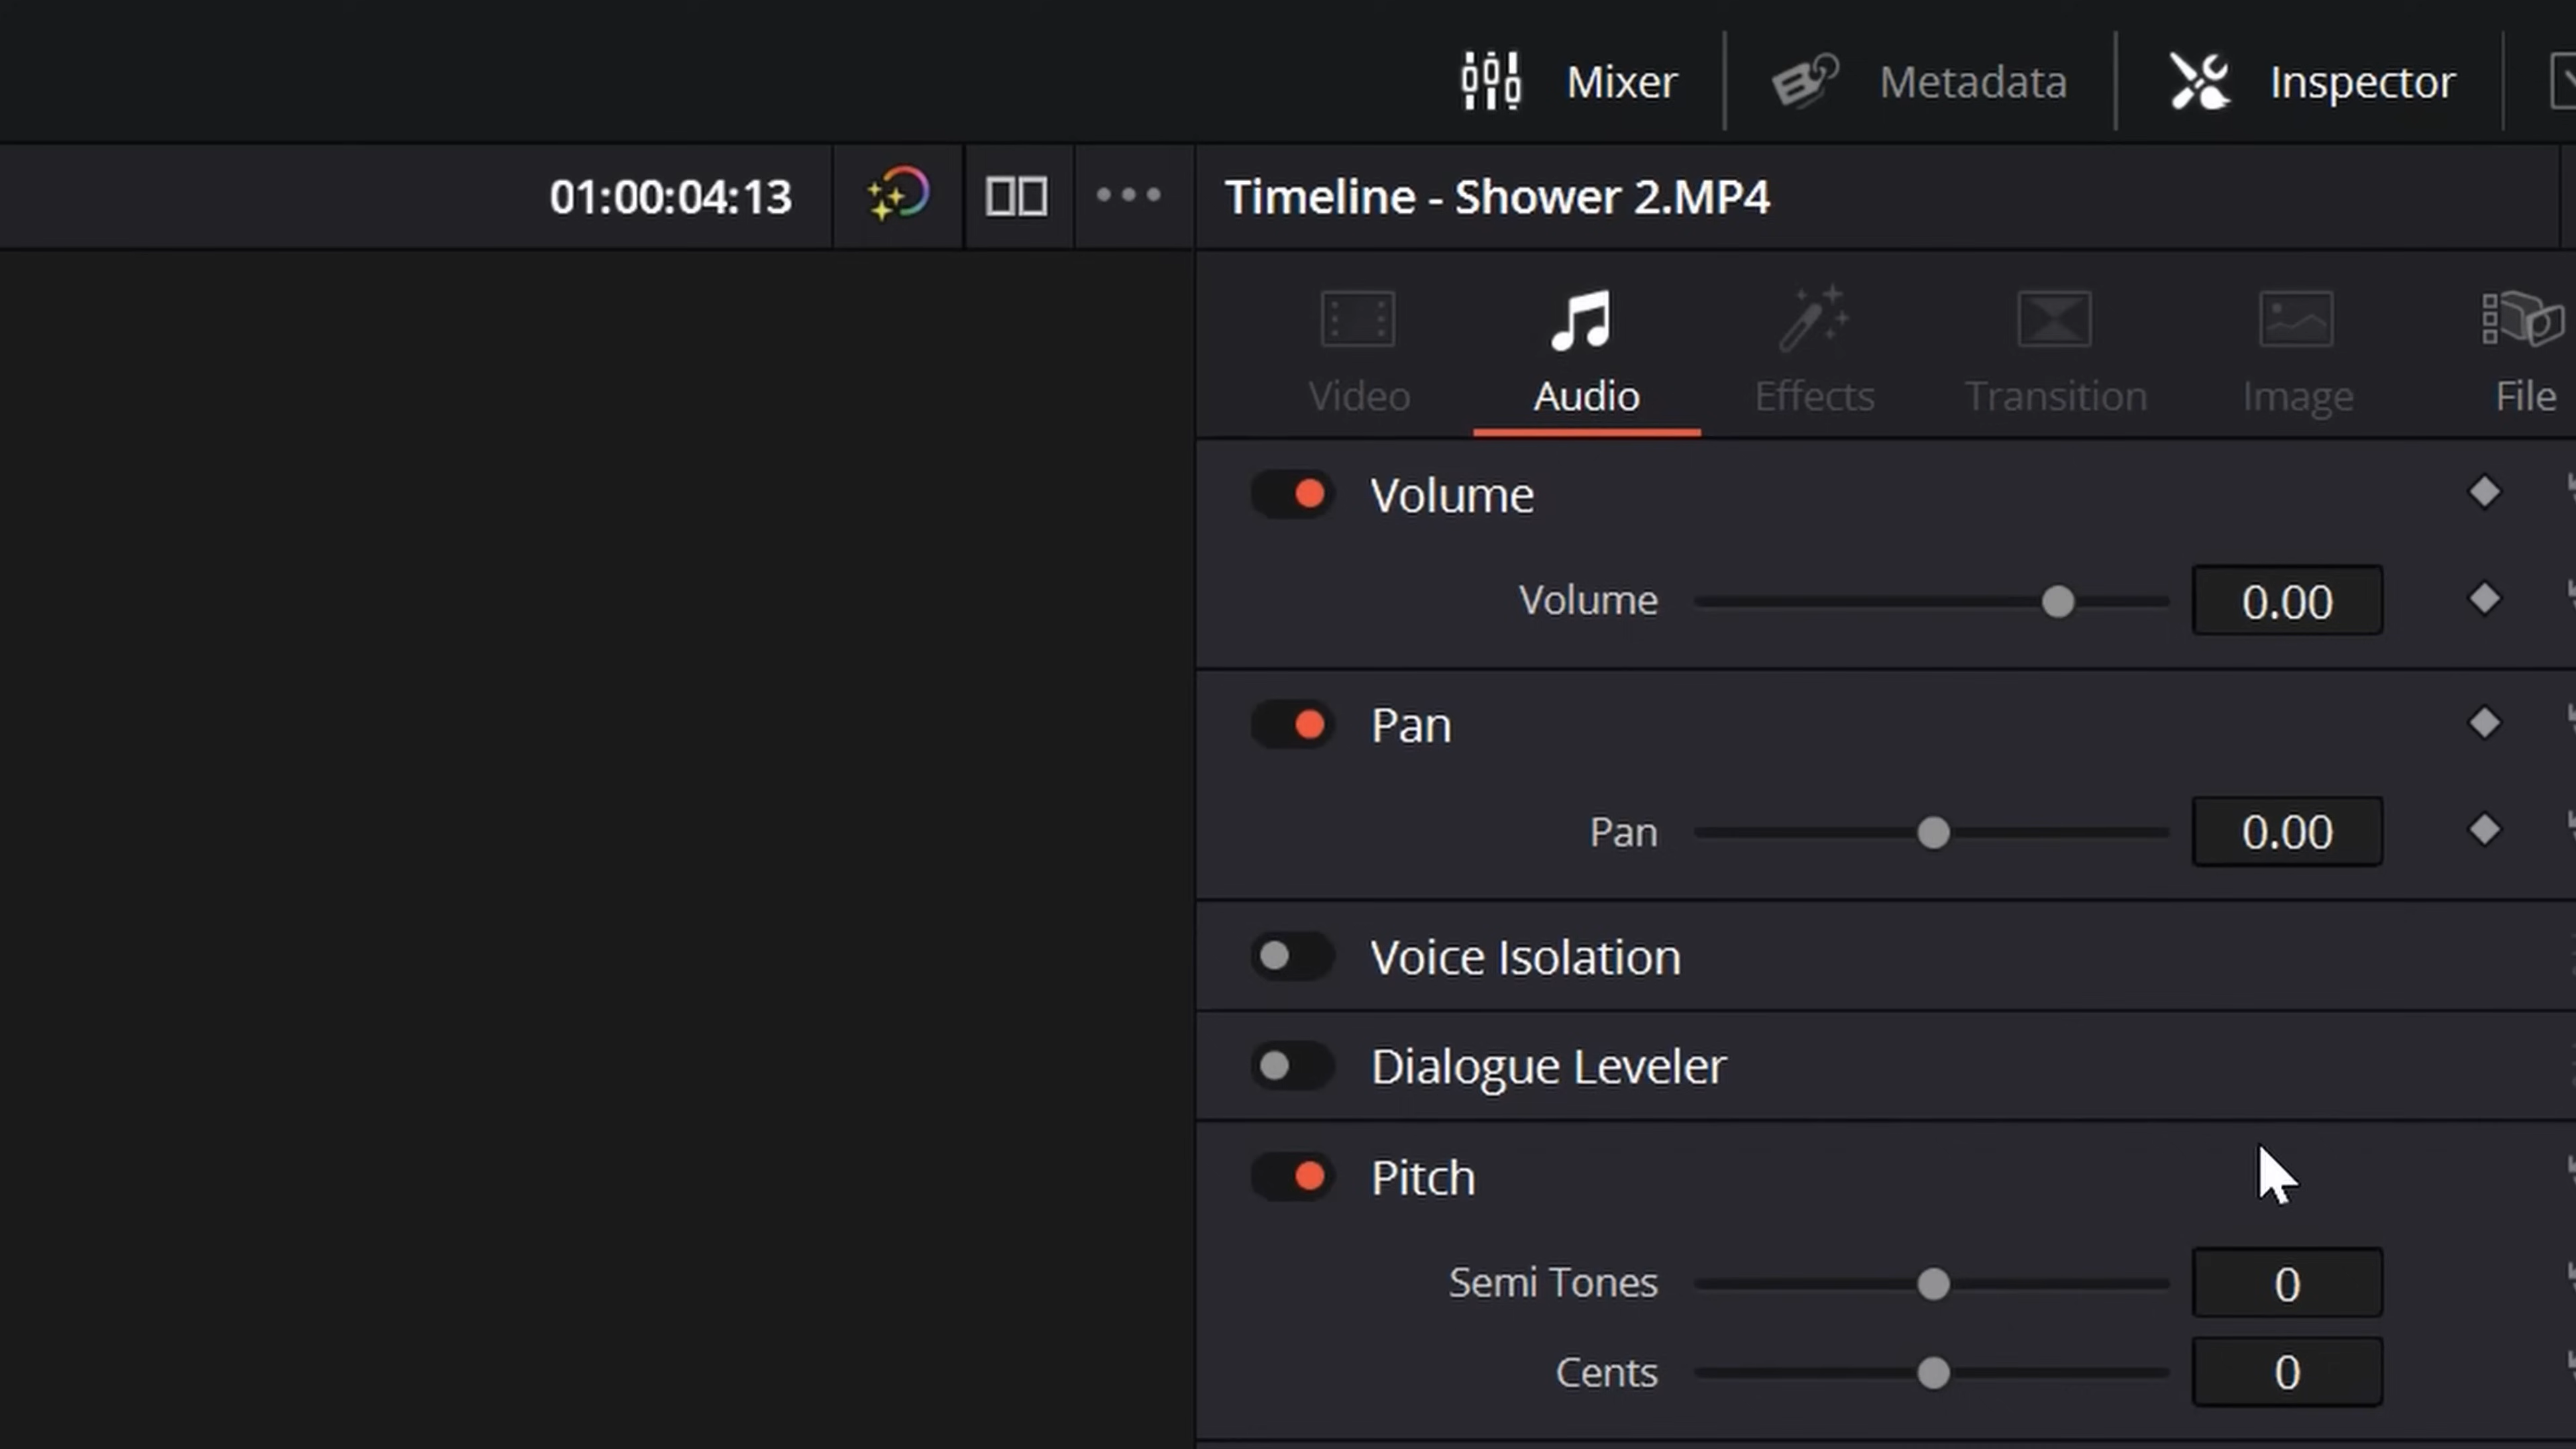 Mixer Metadata Inspector
01:00:04:13
Timeline - Shower 2.MP4
Video Audio Effects Transition Image File
Volume
Volume 0.00
Pan
Pan 0.00
Voice Isolation
Dialogue Leveler
Pitch
Semi Tones 0
Cents 0